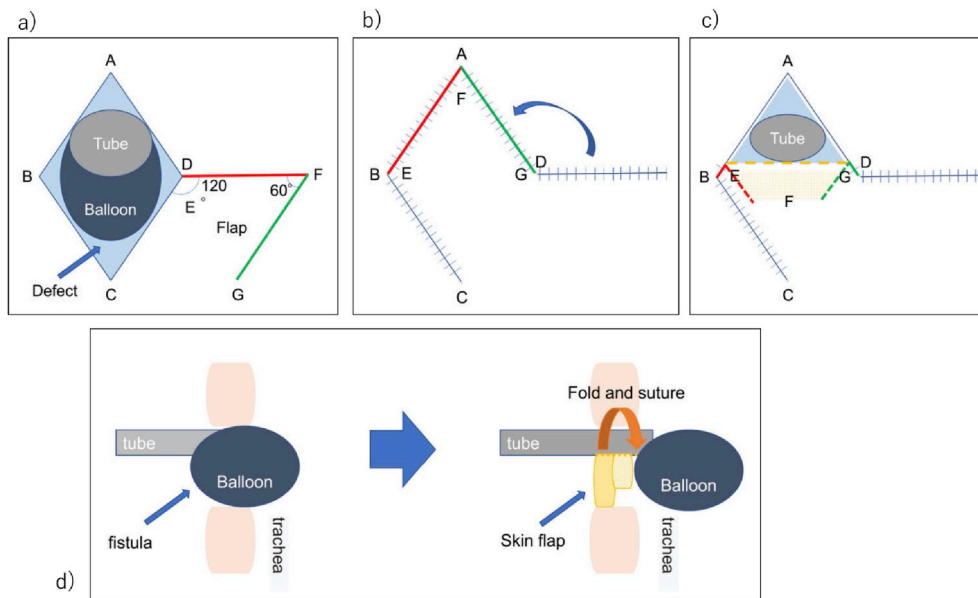 a)
A
Tube
Balloon
B
D
120°
E
F
60°
Flap
Defect
C
G
b)
A
F
B
E
D
G
C
c)
A
Tube
B
E
D
G
F
C
d)
tube
Balloon
fistula
trachea
Fold and suture
tube
Balloon
Skin flap
trachea